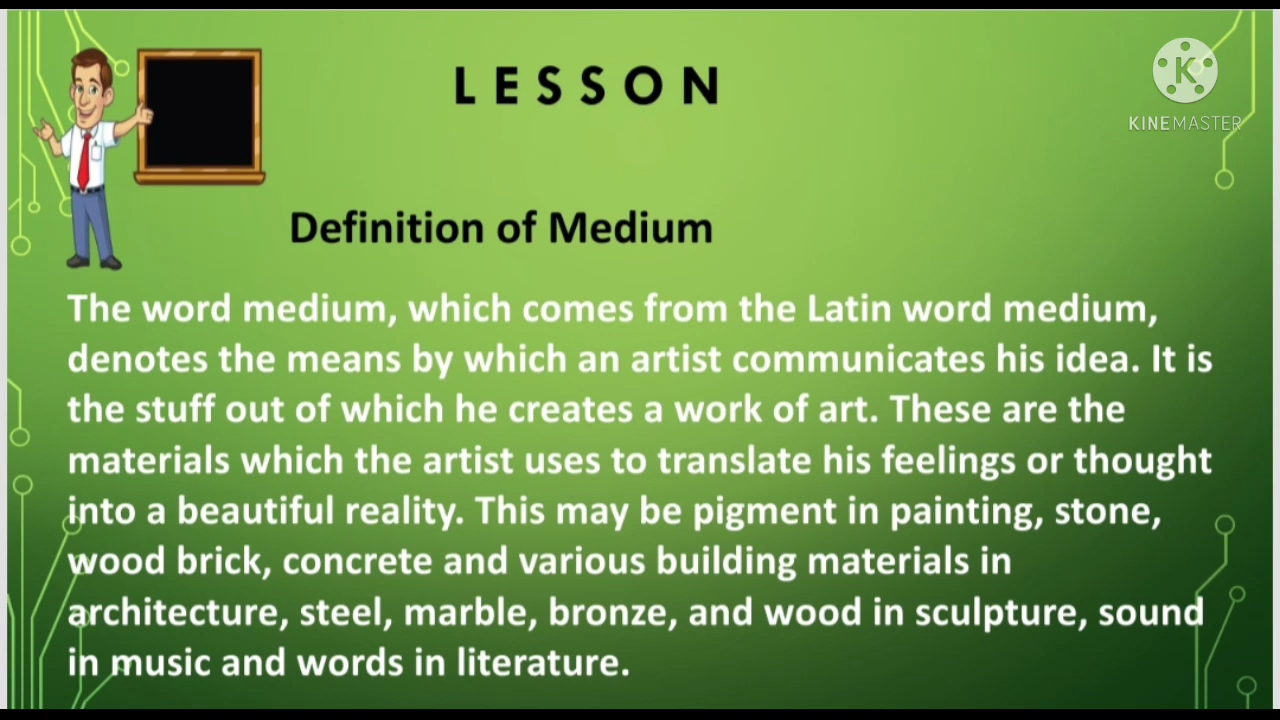 LESSON
KINEMASTER
Definition of Medium
The word medium, which comes from the Latin word medium,
denotes the means by which an artist communicates his idea. It is
the stuff out of which he creates a work of art. These are the
materials which the artist uses to translate his feelings or thought
into a beautiful reality. This may be pigment in painting, stone,
wood brick, concrete and various building materials in
architecture, steel, marble, bronze, and wood in sculpture, sound
in music and words in literature.